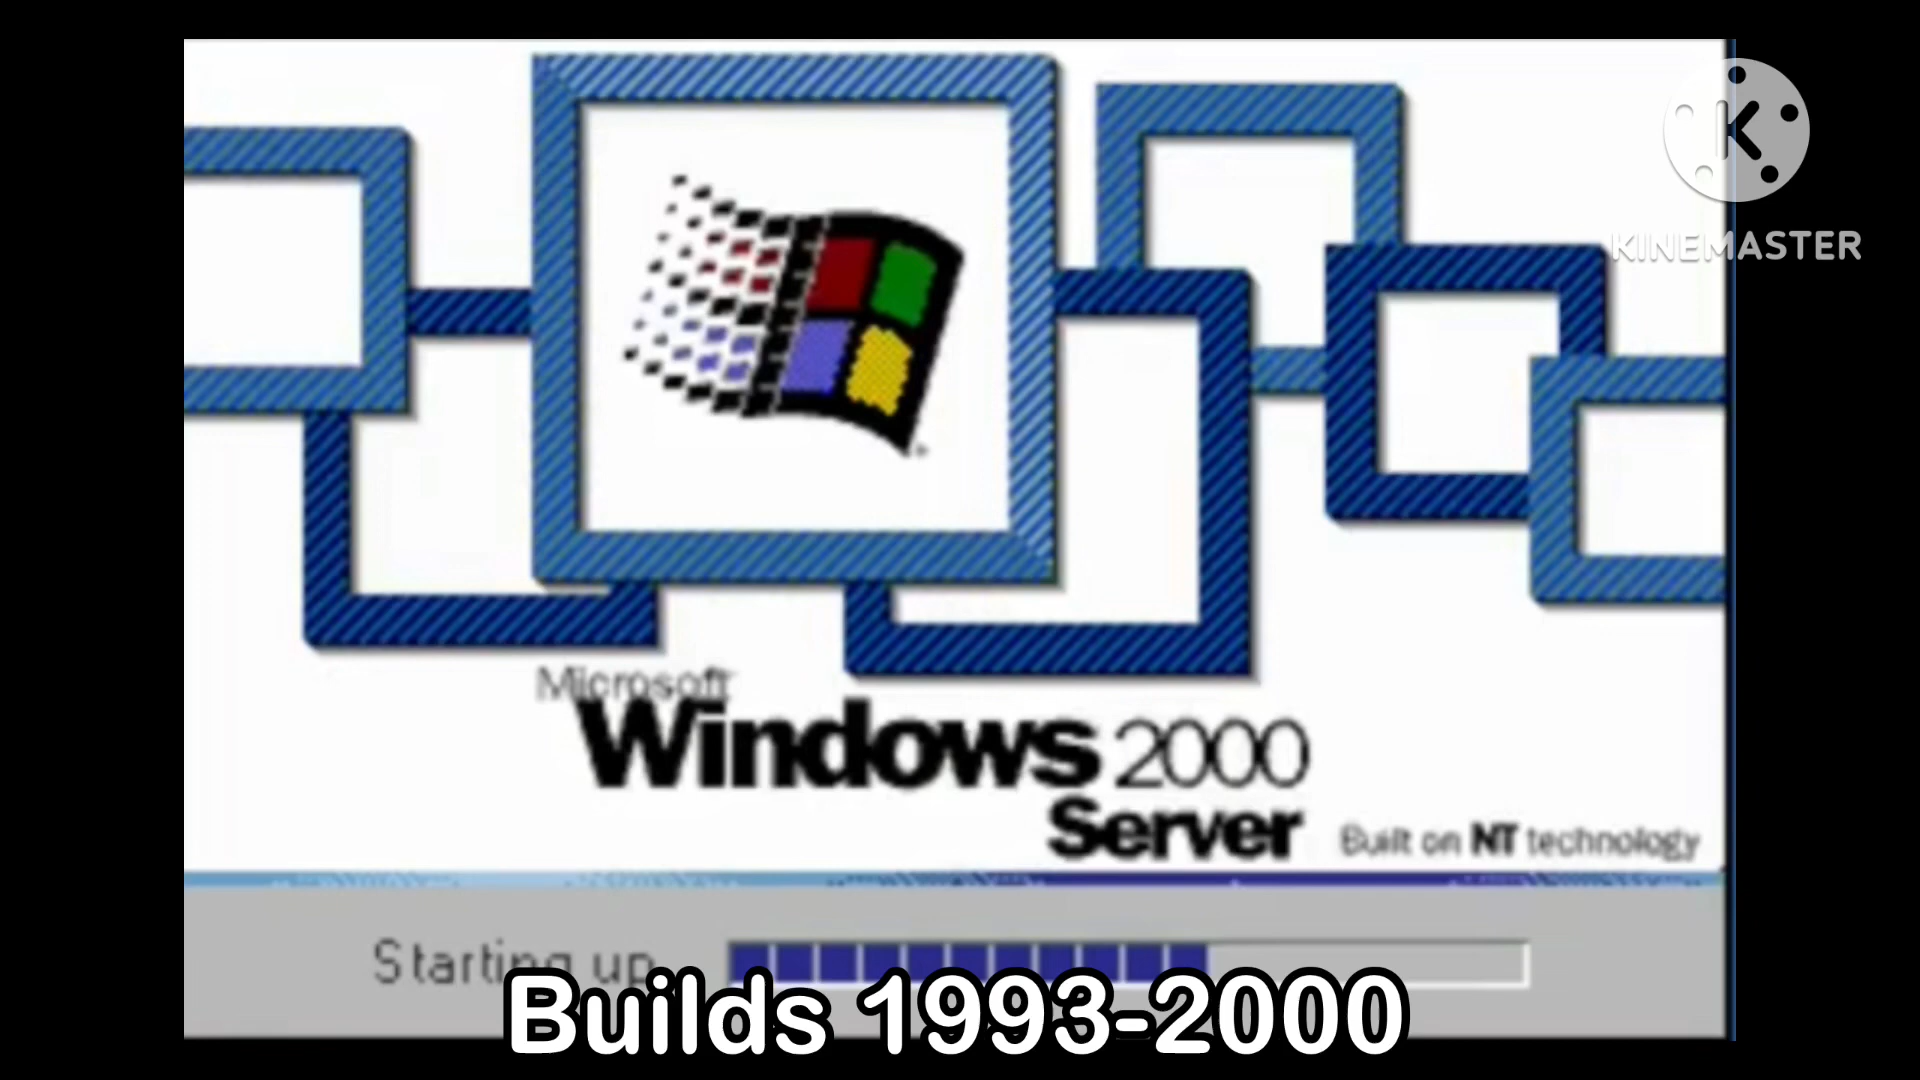 K
KINEMASTER
Microsoft
Windows 2000
Server
Built on NT technology
Starting up
Builds 1993-2000